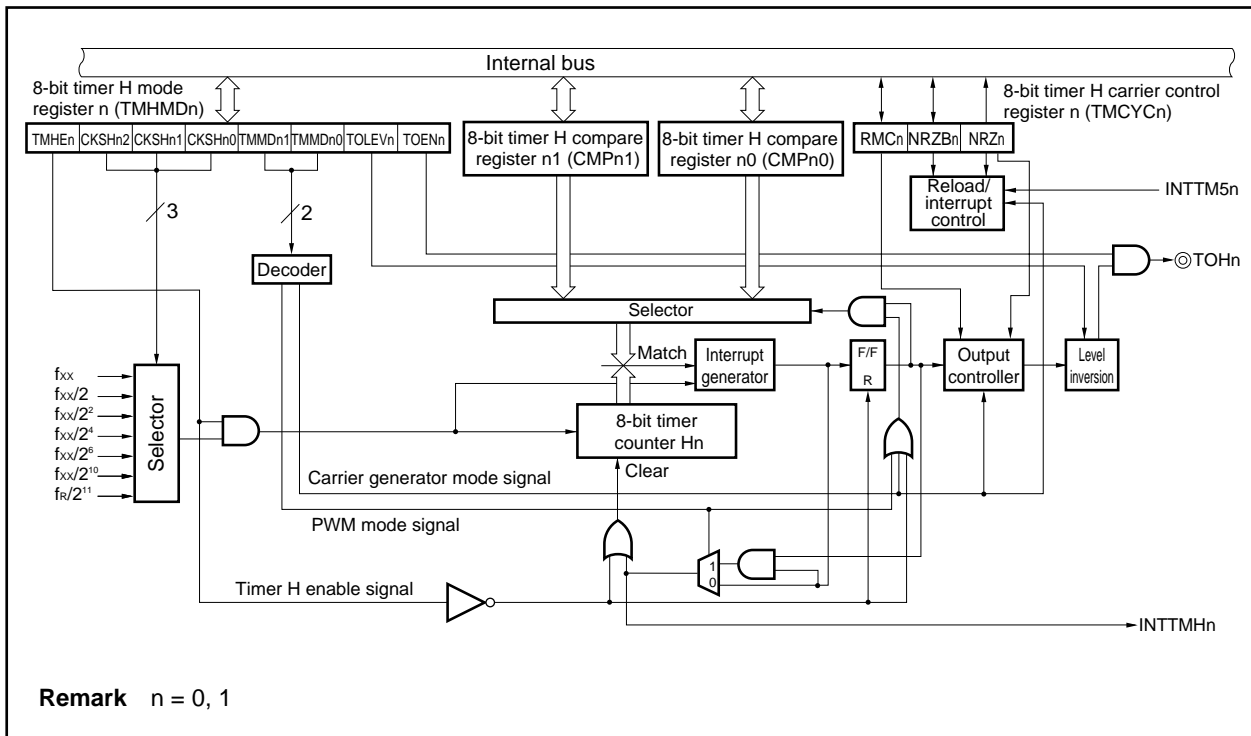 Internal bus
8-bit timer H mode
register n (TMHMDn)
8-bit timer H carrier control
register n (TMCYCn)
TMHEn CKSHn2 CKSHn1 CKSHn0 TMMDn1 TMMDn0 TOLEVn TOENn
8-bit timer H compare
register n1 (CMPn1)
8-bit timer H compare
register n0 (CMPn0)
RMCn NRZBn NRZn
Reload/
interrupt
control
INTTM5n
3
2
Decoder
TOHn
Selector
Match
Interrupt
generator
F/F
R
Output
controller
Level
inversion
fXX
fXX/2
fXX/2²
fXX/2⁴
fXX/2⁶
fXX/2¹⁰
fR/2¹¹
Selector
8-bit timer
counter Hn
Carrier generator mode signal
Clear
PWM mode signal
1
0
Timer H enable signal
INTTMHn
Remark n = 0, 1